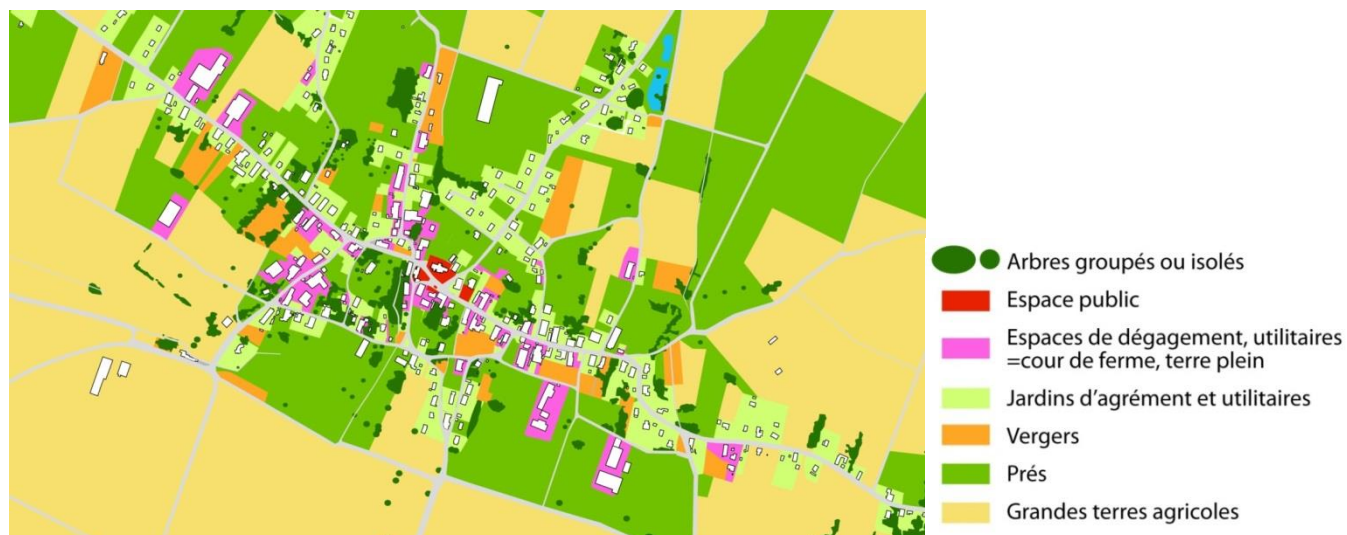 Arbres groupés ou isolés
Espace public
Espaces de dégagement, utilitaires
=cour de ferme, terre plein
Jardins d'agrément et utilitaires
Vergers
Prés
Grandes terres agricoles